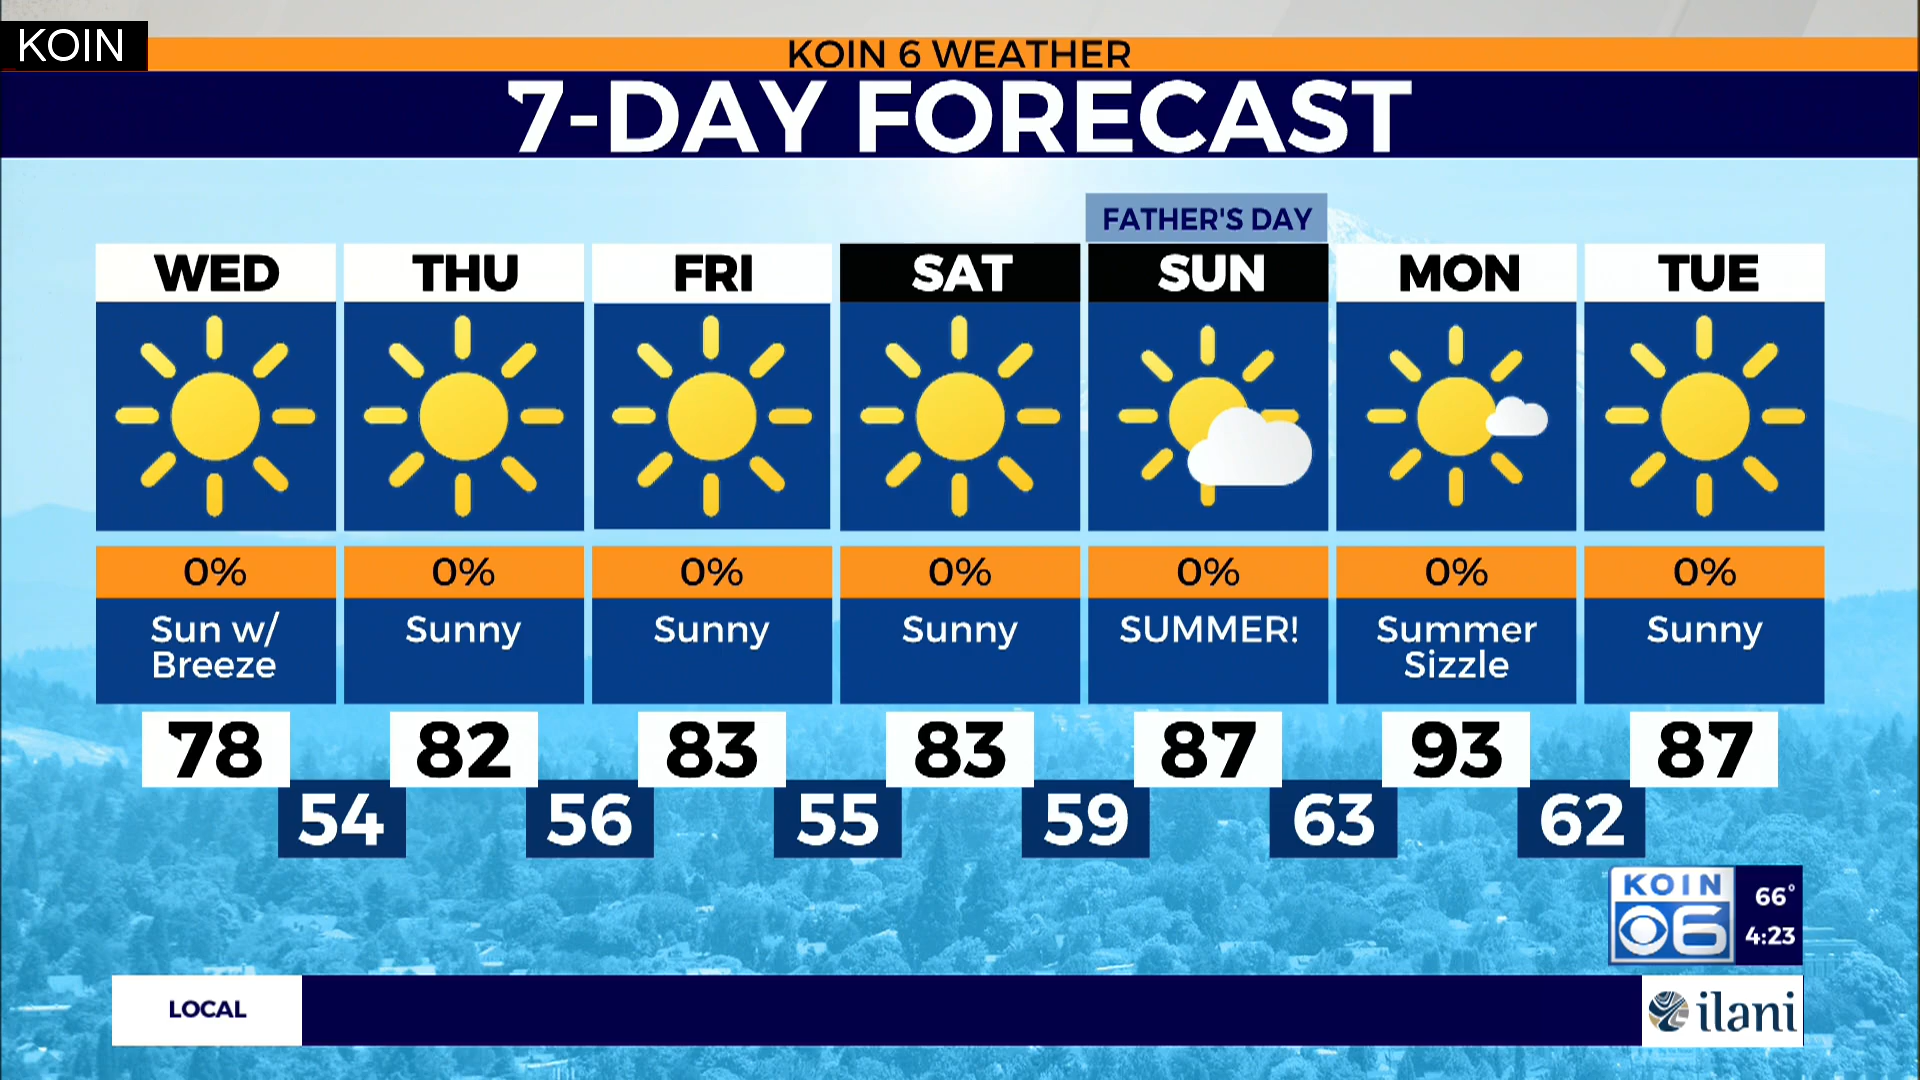 KOIN
KOIN 6 WEATHER
7-DAY FORECAST
FATHER'S DAY
WED THU FRI SAT SUN MON TUE
0% 0% 0% 0% 0% 0% 0%
Sun w/ Sunny Sunny Sunny SUMMER! Summer Sunny
Breeze Sizzle
78 82 83 83 87 93 87
54 56 55 59 63 62
KOIN
6
66°
4:23
LOCAL
ilani